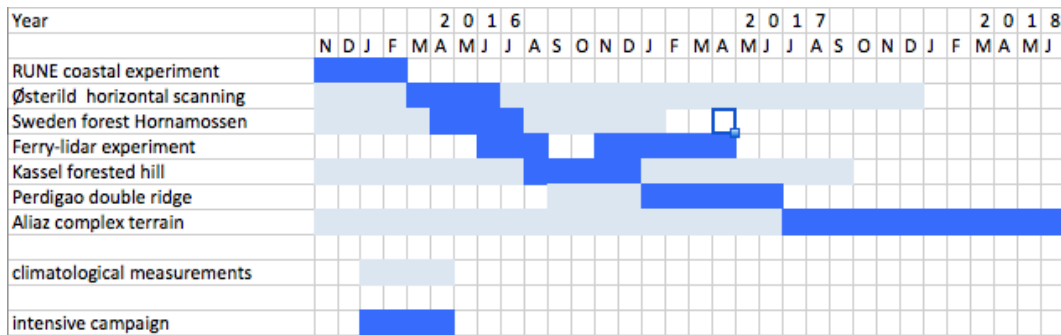 Year 2 0 1 6 2 0 1 7 2 0 1 8
N D J F M A M J J A S O N D J F M A M J J A S O N D J F M A M J
RUNE coastal experiment
Østerild horizontal scanning
Sweden forest Hornamossen
Ferry-lidar experiment
Kassel forested hill
Perdigao double ridge
Aliaz complex terrain
climatological measurements
intensive campaign